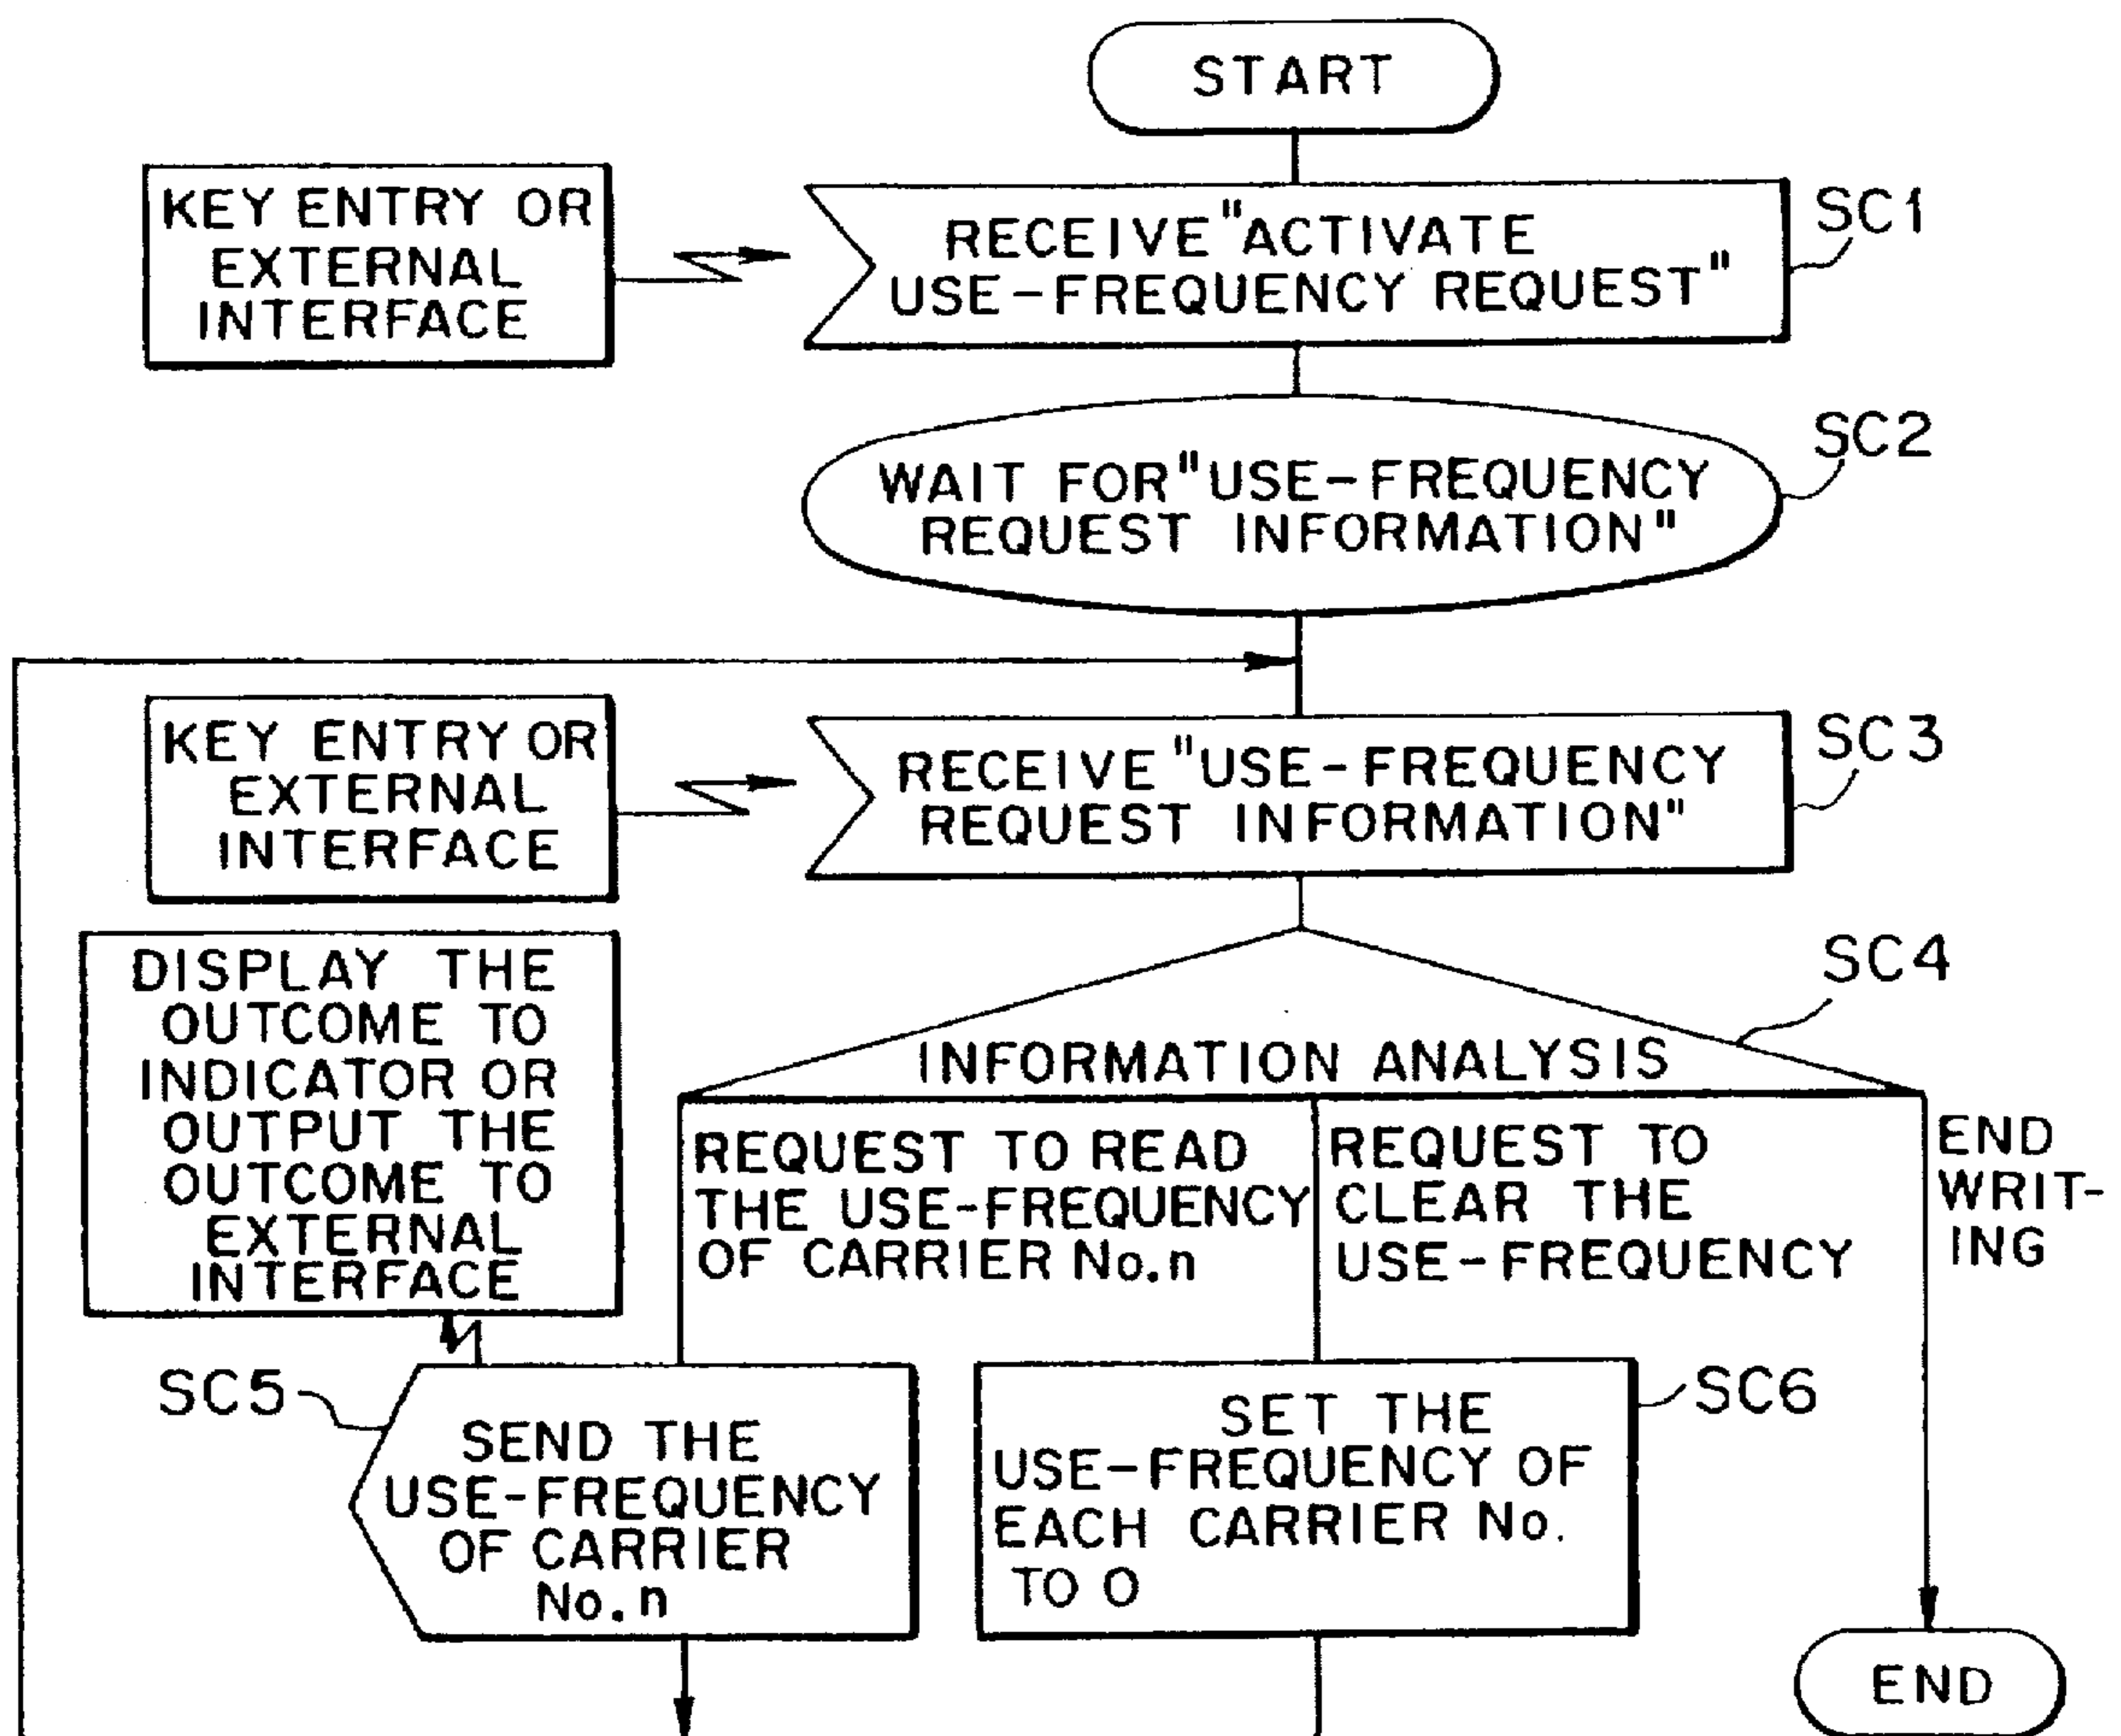 START
KEY ENTRY OR
EXTERNAL
INTERFACE
RECEIVE "ACTIVATE
USE-FREQUENCY REQUEST"
SC1
WAIT FOR "USE-FREQUENCY
REQUEST INFORMATION"
SC2
KEY ENTRY OR
EXTERNAL
INTERFACE
RECEIVE "USE-FREQUENCY
REQUEST INFORMATION"
SC3
DISPLAY THE
OUTCOME TO
INDICATOR OR
OUTPUT THE
OUTCOME TO
EXTERNAL
INTERFACE
SC4
INFORMATION ANALYSIS
REQUEST TO READ
THE USE-FREQUENCY
OF CARRIER No.n
REQUEST TO
CLEAR THE
USE-FREQUENCY
END
WRIT-
ING
SC5
SEND THE
USE-FREQUENCY
OF CARRIER
No.n
SET THE
USE-FREQUENCY OF
EACH CARRIER No.
TO 0
SC6
END